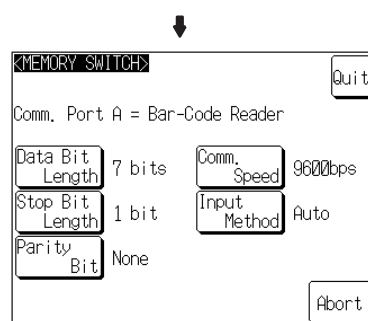 <MEMORY SWITCH>
Quit
Comm. Port A = Bar-Code Reader
Data Bit Length 7 bits
Comm. Speed 9600bps
Stop Bit Length 1 bit
Input Method Auto
Parity Bit None
Abort